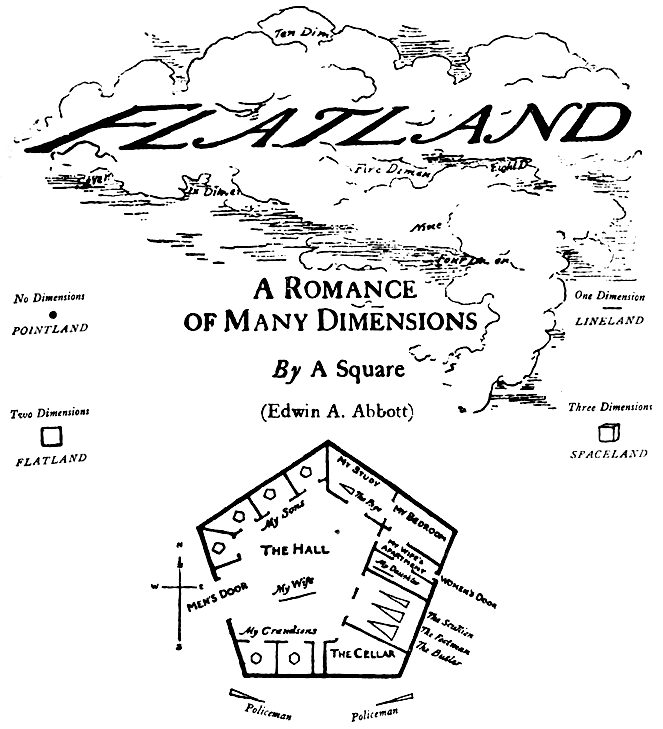 Ten Dim
FLATLAND
Five Dimen
Eight D
Nine
No Dimensions
POINTLAND
One Dimension
LINELAND
A ROMANCE
OF MANY DIMENSIONS
By A Square
(Edwin A. Abbott)
Two Dimensions
FLATLAND
Three Dimensions
SPACELAND
MY STUDY
The Page
MY BEDROOM
My Sons
THE HALL
MY WIFE'S
APARTMENT
My Daughter
WOMEN'S DOOR
N
W E
S
MEN'S DOOR
My Wife
The Scullion
The Footman
The Butler
My Grandsons
THE CELLAR
Policeman
Policeman